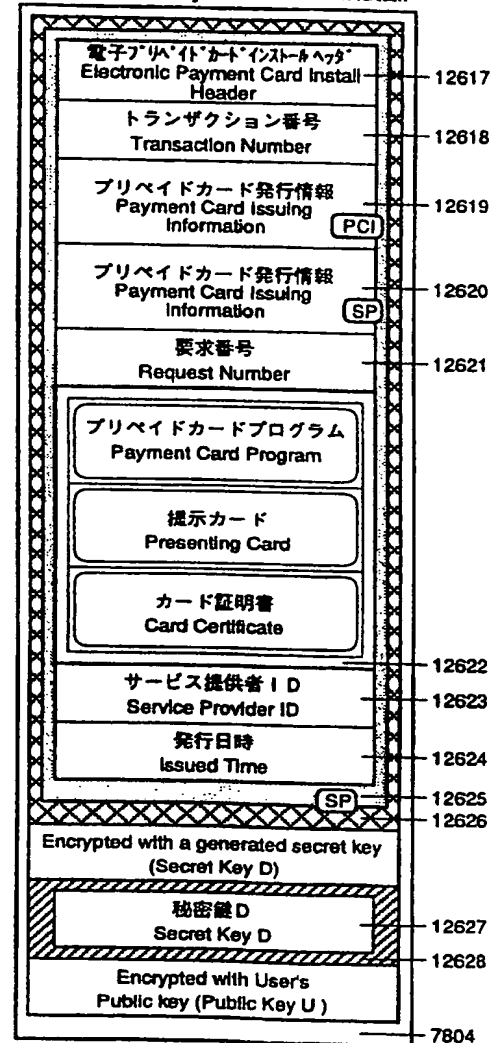 電子プリペイドカードインストールヘッダ
Electronic Payment Card Install
Header
12617
トランザクション番号
Transaction Number
12618
プリペイドカード発行情報
Payment Card Issuing
Information
PCI
12619
プリペイドカード発行情報
Payment Card Issuing
Information
SP
12620
要求番号
Request Number
12621
プリペイドカードプログラム
Payment Card Program
提示カード
Presenting Card
カード証明書
Card Certificate
12622
サービス提供者ID
Service Provider ID
12623
発行日時
Issued Time
12624
SP
12625
12626
Encrypted with a generated secret key
(Secret Key D)
秘密鍵D
Secret Key D
12627
12628
Encrypted with User's
Public key (Public Key U )
7804